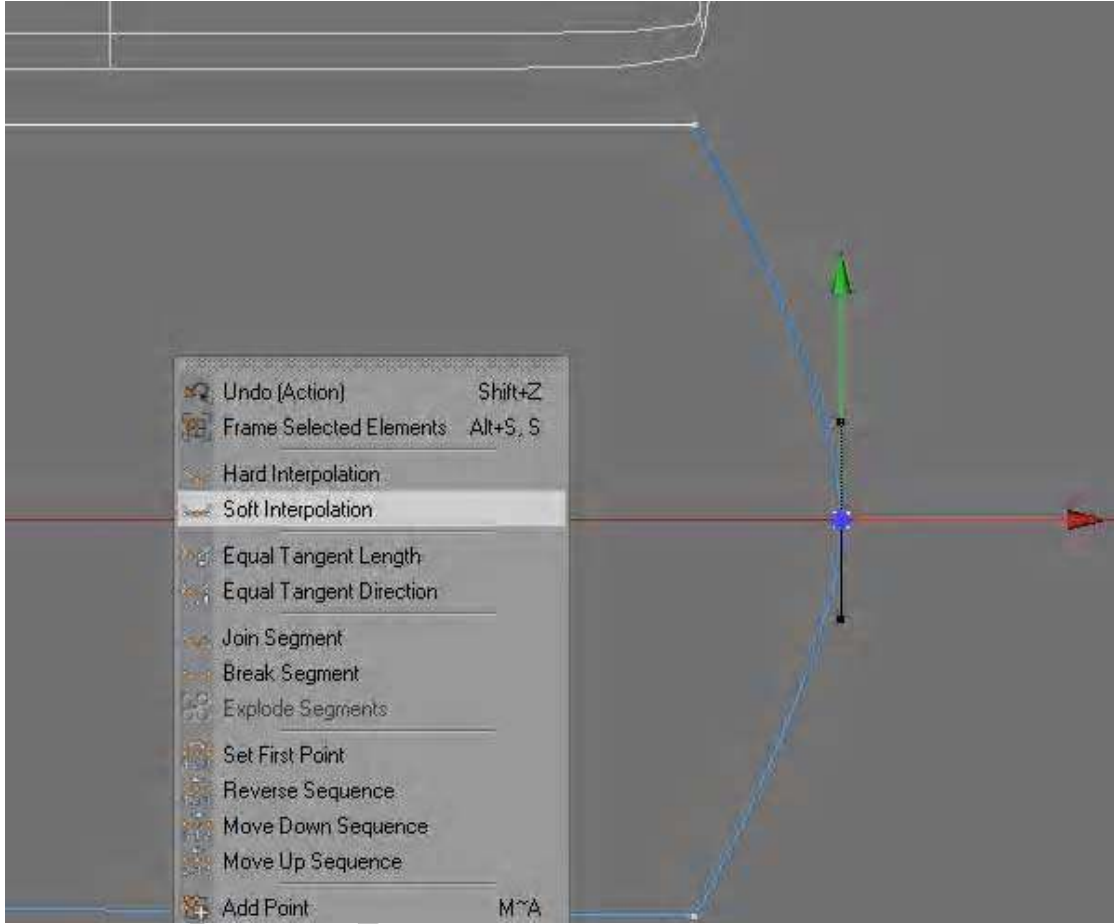 Undo (Action) Shift+Z
Frame Selected Elements Alt+S, S
Hard Interpolation
Soft Interpolation
Equal Tangent Length
Equal Tangent Direction
Join Segment
Break Segment
Explode Segments
Set First Point
Reverse Sequence
Move Down Sequence
Move Up Sequence
Add Point M~A